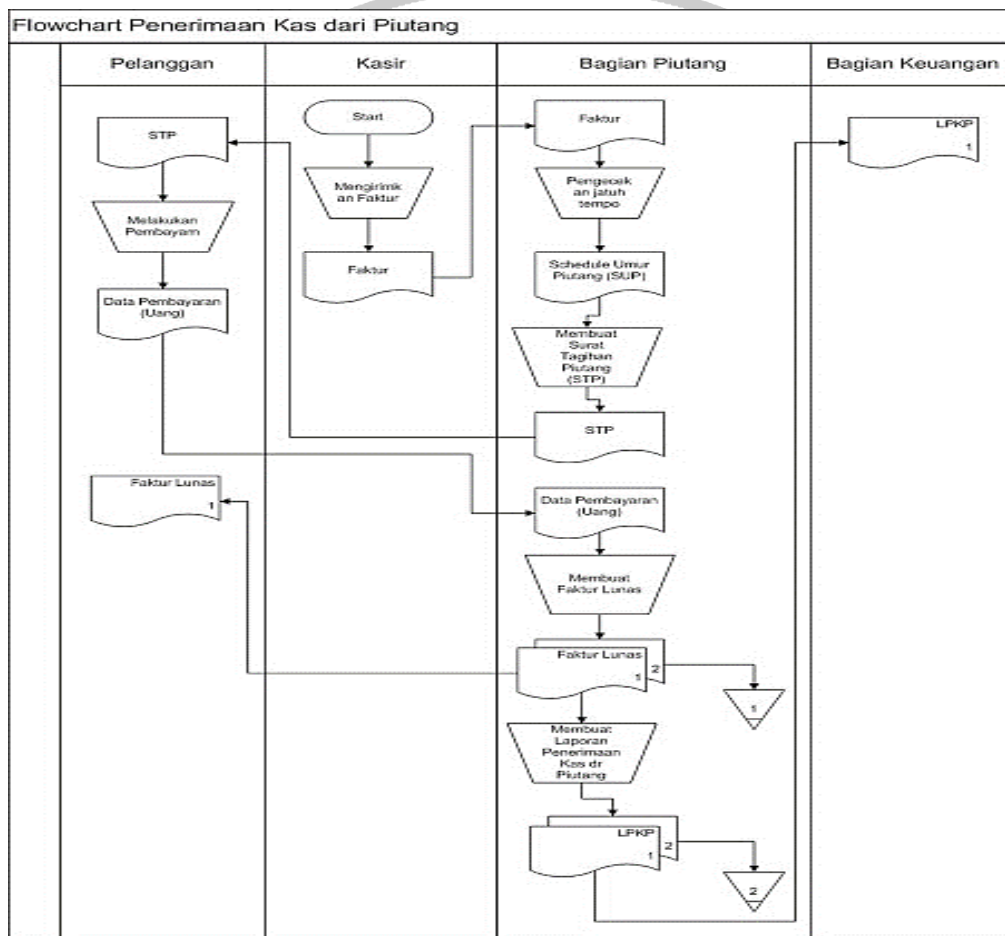 Flowchart Penerimaan Kas dari Piutang
Pelanggan
Kasir
Bagian Piutang
Bagian Keuangan
STP
Melakukan
Pembayarn
Data Pembayaran
(Uang)
Faktur Lunas
1
Start
Mengirimk
an Faktur
Faktur
Faktur
Pengecek
an jatuh
tempo
Schedule Umur
Piutang (SUP)
Membuat
Surat
Tagihan
Piutang
(STP)
STP
Data Pembayaran
(Uang)
Membuat
Faktur Lunas
Faktur Lunas
1
2
1
Membuat
Laporan
Penerimaan
Kas dr
Piutang
LPKP
1
2
2
LPKP
1